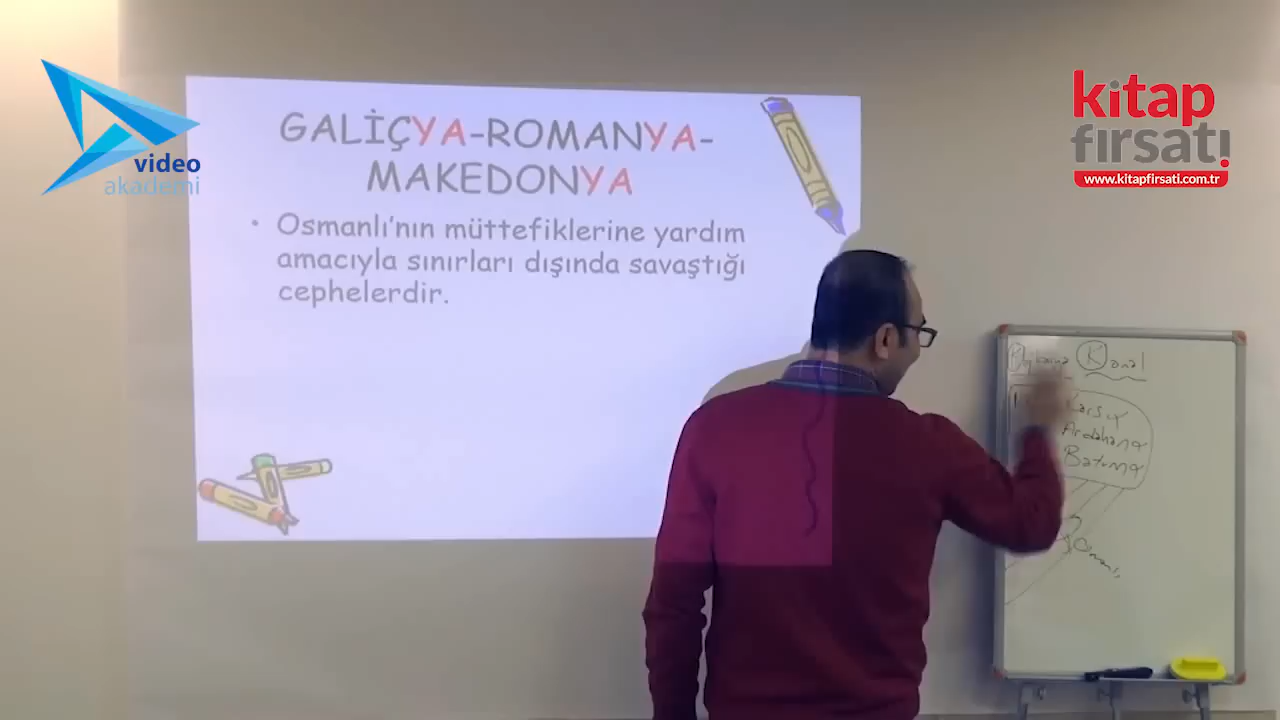 GALİÇYA-ROMANYA-
MAKEDONYA
• Osmanlı'nın müttefiklerine yardım
amacıyla sınırları dışında savaştığı
cephelerdir.
video
akademi
kitap
fırsatı
www.kitapfirsati.com.tr
Kars
Ardahan
Batum